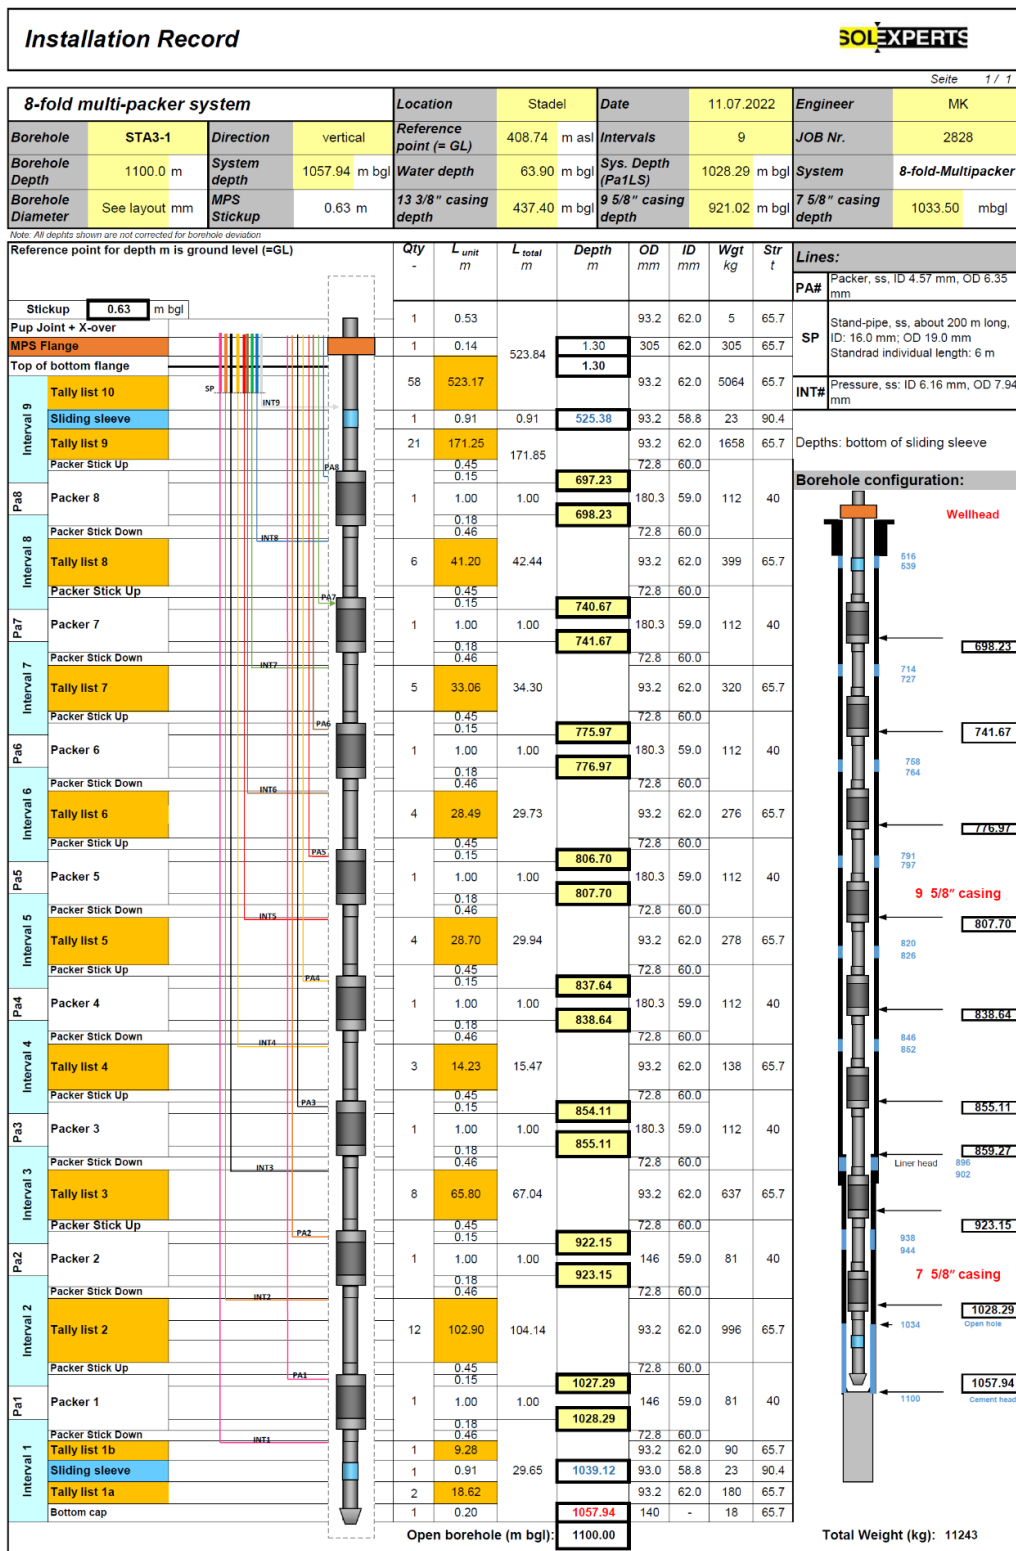 Installation Record
SOLEXPERTS
Seite 1 / 1
8-fold multi-packer system Location Stadel Date 11.07.2022 Engineer MK
Borehole STA3-1 Direction vertical Reference point (= GL) 408.74 m asl Intervals 9 JOB Nr. 2828
Borehole Depth 1100.0 m System depth 1057.94 m bgl Water depth 63.90 m bgl Sys. Depth (Pa1LS) 1028.29 m bgl System 8-fold-Multipacker
Borehole Diameter See layout mm MPS Stickup 0.63 m 13 3/8" casing depth 437.40 m bgl 9 5/8" casing depth 921.02 m bgl 7 5/8" casing depth 1033.50 mbgl
Note: All dephts shown are not corrected for borehole deviation
Reference point for depth m is ground level (=GL) Qty L unit L total Depth OD ID Wgt Str
- m m m mm mm kg t
Stickup 0.63 m bgl
Pup Joint + X-over 1 0.53 93.2 62.0 5 65.7
MPS Flange 1 0.14 523.84 1.30 305 62.0 305 65.7
Top of bottom flange 1.30
SP
INT9
Interval 9
Tally list 10 58 523.17 93.2 62.0 5064 65.7
Sliding sleeve 1 0.91 0.91 525.38 93.2 58.8 23 90.4
Tally list 9 21 171.25 171.85 93.2 62.0 1658 65.7
Packer Stick Up 0.45 72.8 60.0
PA8 0.15 697.23
Pa8
Packer 8 1 1.00 1.00 180.3 59.0 112 40
0.18 698.23
Packer Stick Down 0.46 72.8 60.0
INT8
Interval 8
Tally list 8 6 41.20 42.44 93.2 62.0 399 65.7
Packer Stick Up 0.45 72.8 60.0
PA7 0.15 740.67
Pa7
Packer 7 1 1.00 1.00 180.3 59.0 112 40
0.18 741.67
Packer Stick Down 0.46 72.8 60.0
INT7
Interval 7
Tally list 7 5 33.06 34.30 93.2 62.0 320 65.7
Packer Stick Up 0.45 72.8 60.0
PA6 0.15 775.97
Pa6
Packer 6 1 1.00 1.00 180.3 59.0 112 40
0.18 776.97
Packer Stick Down 0.46 72.8 60.0
INT6
Interval 6
Tally list 6 4 28.49 29.73 93.2 62.0 276 65.7
Packer Stick Up 0.45 72.8 60.0
PA5 0.15 806.70
Pa5
Packer 5 1 1.00 1.00 180.3 59.0 112 40
0.18 807.70
Packer Stick Down 0.46 72.8 60.0
INT5
Interval 5
Tally list 5 4 28.70 29.94 93.2 62.0 278 65.7
Packer Stick Up 0.45 72.8 60.0
PA4 0.15 837.64
Pa4
Packer 4 1 1.00 1.00 180.3 59.0 112 40
0.18 838.64
Packer Stick Down 0.46 72.8 60.0
INT4
Interval 4
Tally list 4 3 14.23 15.47 93.2 62.0 138 65.7
Packer Stick Up 0.45 72.8 60.0
PA3 0.15 854.11
Pa3
Packer 3 1 1.00 1.00 180.3 59.0 112 40
0.18 855.11
Packer Stick Down 0.46 72.8 60.0
INT3
Interval 3
Tally list 3 8 65.80 67.04 93.2 62.0 637 65.7
Packer Stick Up 0.45 72.8 60.0
PA2 0.15 922.15
Pa2
Packer 2 1 1.00 1.00 146 59.0 81 40
0.18 923.15
Packer Stick Down 0.46 72.8 60.0
INT2
Interval 2
Tally list 2 12 102.90 104.14 93.2 62.0 996 65.7
Packer Stick Up 0.45 72.8 60.0
PA1 0.15 1027.29
Pa1
Packer 1 1 1.00 1.00 146 59.0 81 40
0.18 1028.29
Packer Stick Down 0.46 72.8 60.0
INT1
Interval 1
Tally list 1b 1 9.28 93.2 62.0 90 65.7
Sliding sleeve 1 0.91 29.65 1039.12 93.0 58.8 23 90.4
Tally list 1a 2 18.62 93.2 62.0 180 65.7
Bottom cap 1 0.20 1057.94 140 - 18 65.7
Open borehole (m bgl): 1100.00
Lines:
PA# Packer, ss, ID 4.57 mm, OD 6.35 mm
SP Stand-pipe, ss, about 200 m long,
ID: 16.0 mm; OD 19.0 mm
Standrad individual length: 6 m
INT# Pressure, ss: ID 6.16 mm, OD 7.94 mm
Depths: bottom of sliding sleeve
Borehole configuration:
Wellhead
516
539
698.23
714
727
741.67
758
764
776.97
791
797
9 5/8" casing
807.70
820
826
838.64
846
852
855.11
859.27
Liner head 896
902
923.15
938
944
7 5/8" casing
1028.29
1034 Open hole
1057.94
1100 Cement head
Total Weight (kg): 11243